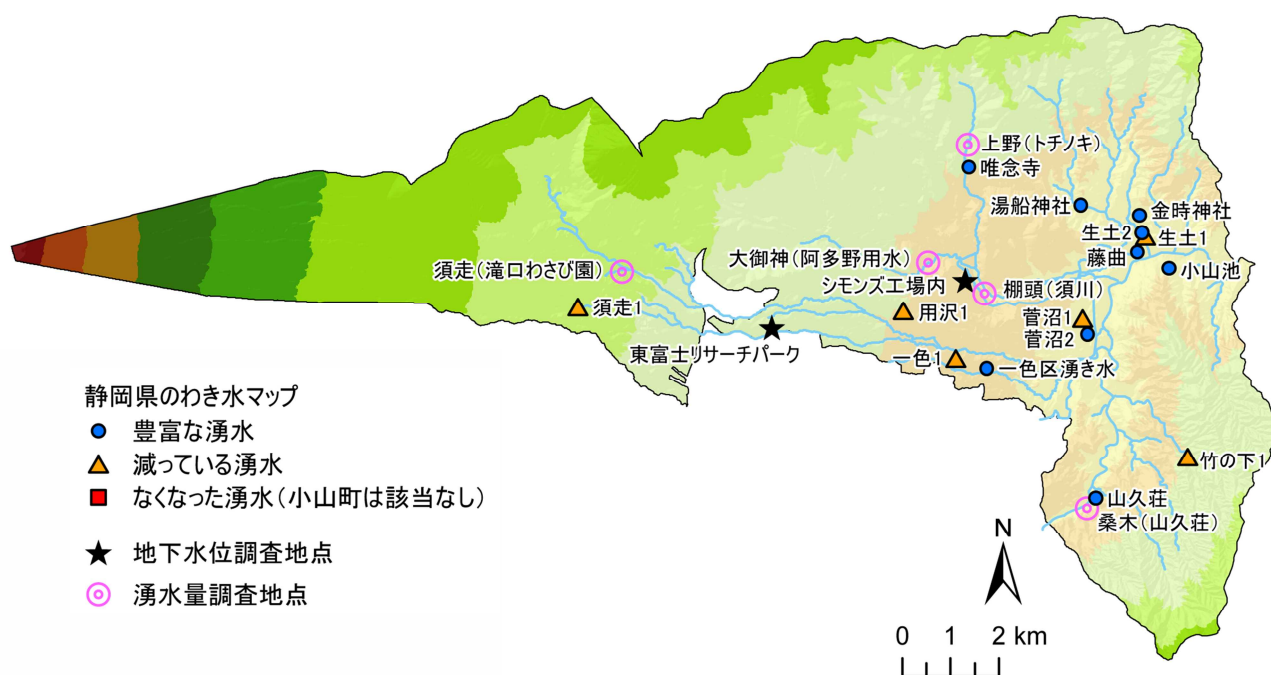 上野(トチノキ)
唯念寺
湯船神社
金時神社
生土2
生土1
藤曲
小山池
大御神(阿多野用水)
シモンズ工場内
棚頭(須川)
須走(滝口わさび園)
須走1
用沢1
菅沼1
菅沼2
東富士リサーチパーク
一色1
一色区湧き水
竹の下1
山久荘
桑木(山久荘)
静岡県のわき水マップ
豊富な湧水
減っている湧水
なくなった湧水(小山町は該当なし)
地下水位調査地点
湧水量調査地点
N
0 1 2 km